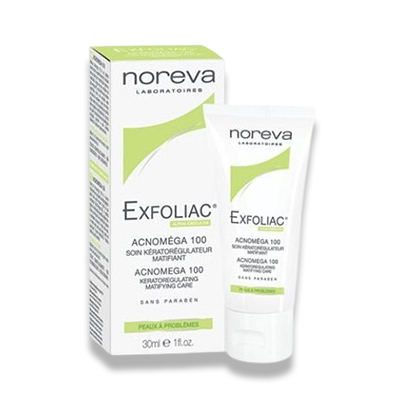 noreva
LABORATOIRES
EXFOLIAC®
ACNOMÉGA 100
SOIN KÉRATORÉGULATEUR
MATIFIANT
ACNOMEGA 100
KERATOREGULATING
MATIFYING CARE
SANS PARABEN
PEAUX À PROBLÈMES
30ml e 1fl.oz.
noreva
LABORATOIRES
EXFOLIAC®
ACNOMÉGA 100
SOIN KÉRATORÉGULATEUR
MATIFIANT
ACNOMEGA 100
KERATOREGULATING
MATIFYING CARE